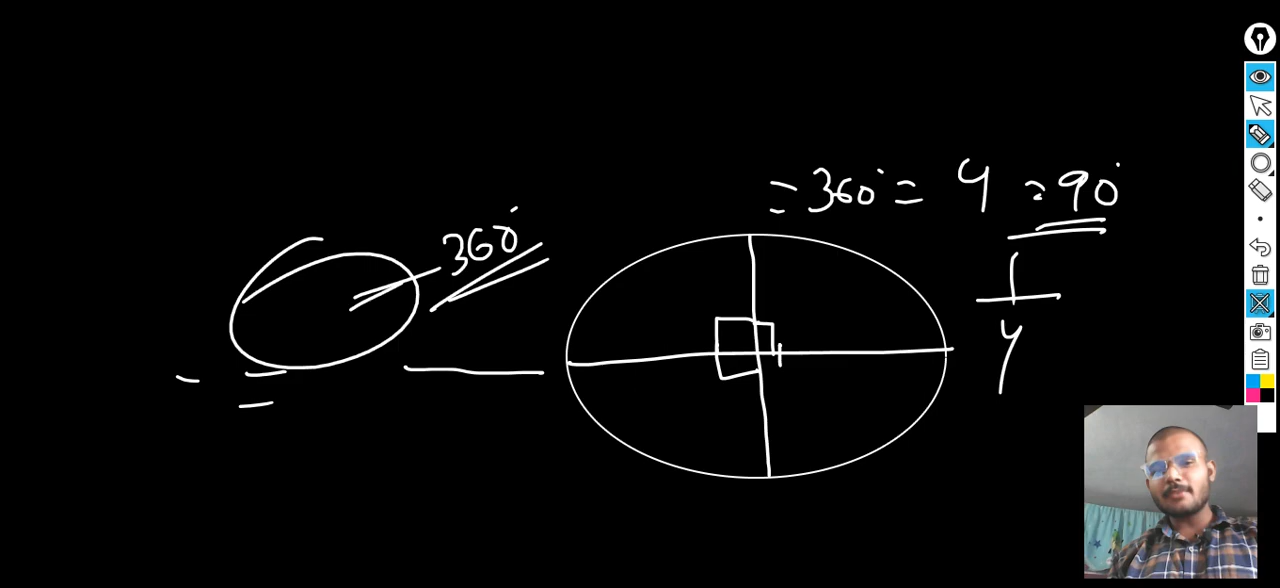 = 360° = 4 = 90°
360°
1
4